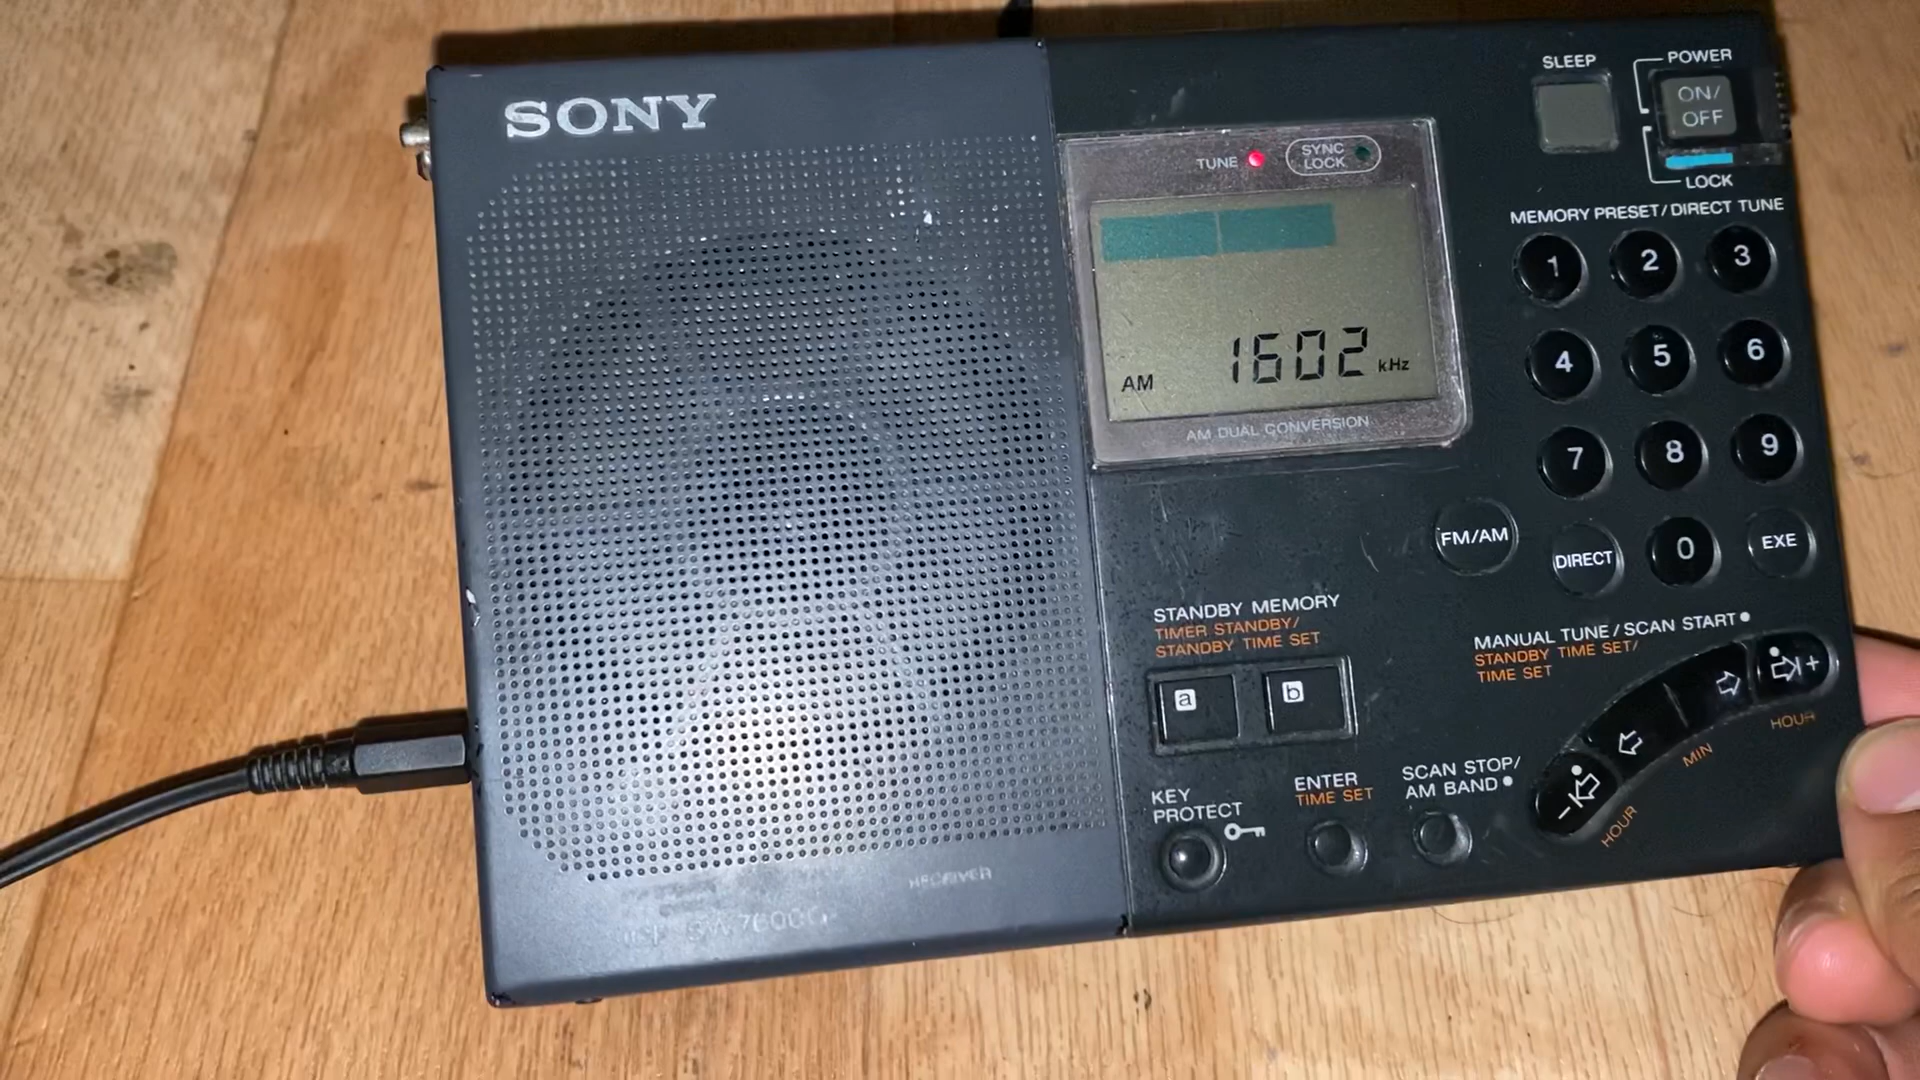 SONY
SLEEP
POWER
ON/
OFF
LOCK
TUNE
SYNC
LOCK
MEMORY PRESET/DIRECT TUNE
1 2 3
AM 1602 kHz
4 5 6
AM DUAL CONVERSION
7 8 9
FM/AM
DIRECT
0
EXE
STANDBY MEMORY
TIMER STANDBY/
STANDBY TIME SET
MANUAL TUNE/SCAN START
STANDBY TIME SET/
TIME SET
a b
+
HOUR
MIN
HOUR
-
KEY
PROTECT
ENTER
TIME SET
SCAN STOP/
AM BAND
RECEIVER